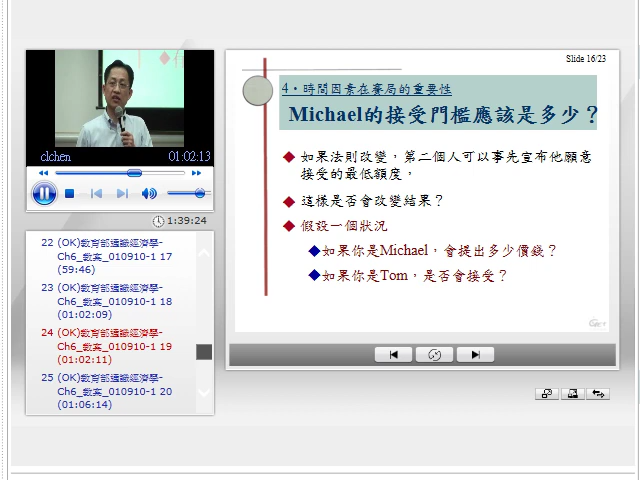 Slide 16/23
4‧時間因素在賽局的重要性
Michael的接受門檻應該是多少？
如果法則改變，第二個人可以事先宣布他願意
接受的最低額度，
這樣是否會改變結果？
假設一個狀況
如果你是Michael，會提出多少價錢？
如果你是Tom，是否會接受？
clchen
01:02:13
1:39:24
22 (OK)教育部通識經濟學-
Ch6_教案_010910-1 17
(59:46)
23 (OK)教育部通識經濟學-
Ch6_教案_010910-1 18
(01:02:09)
24 (OK)教育部通識經濟學-
Ch6_教案_010910-1 19
(01:02:11)
25 (OK)教育部通識經濟學-
Ch6_教案_010910-1 20
(01:06:14)